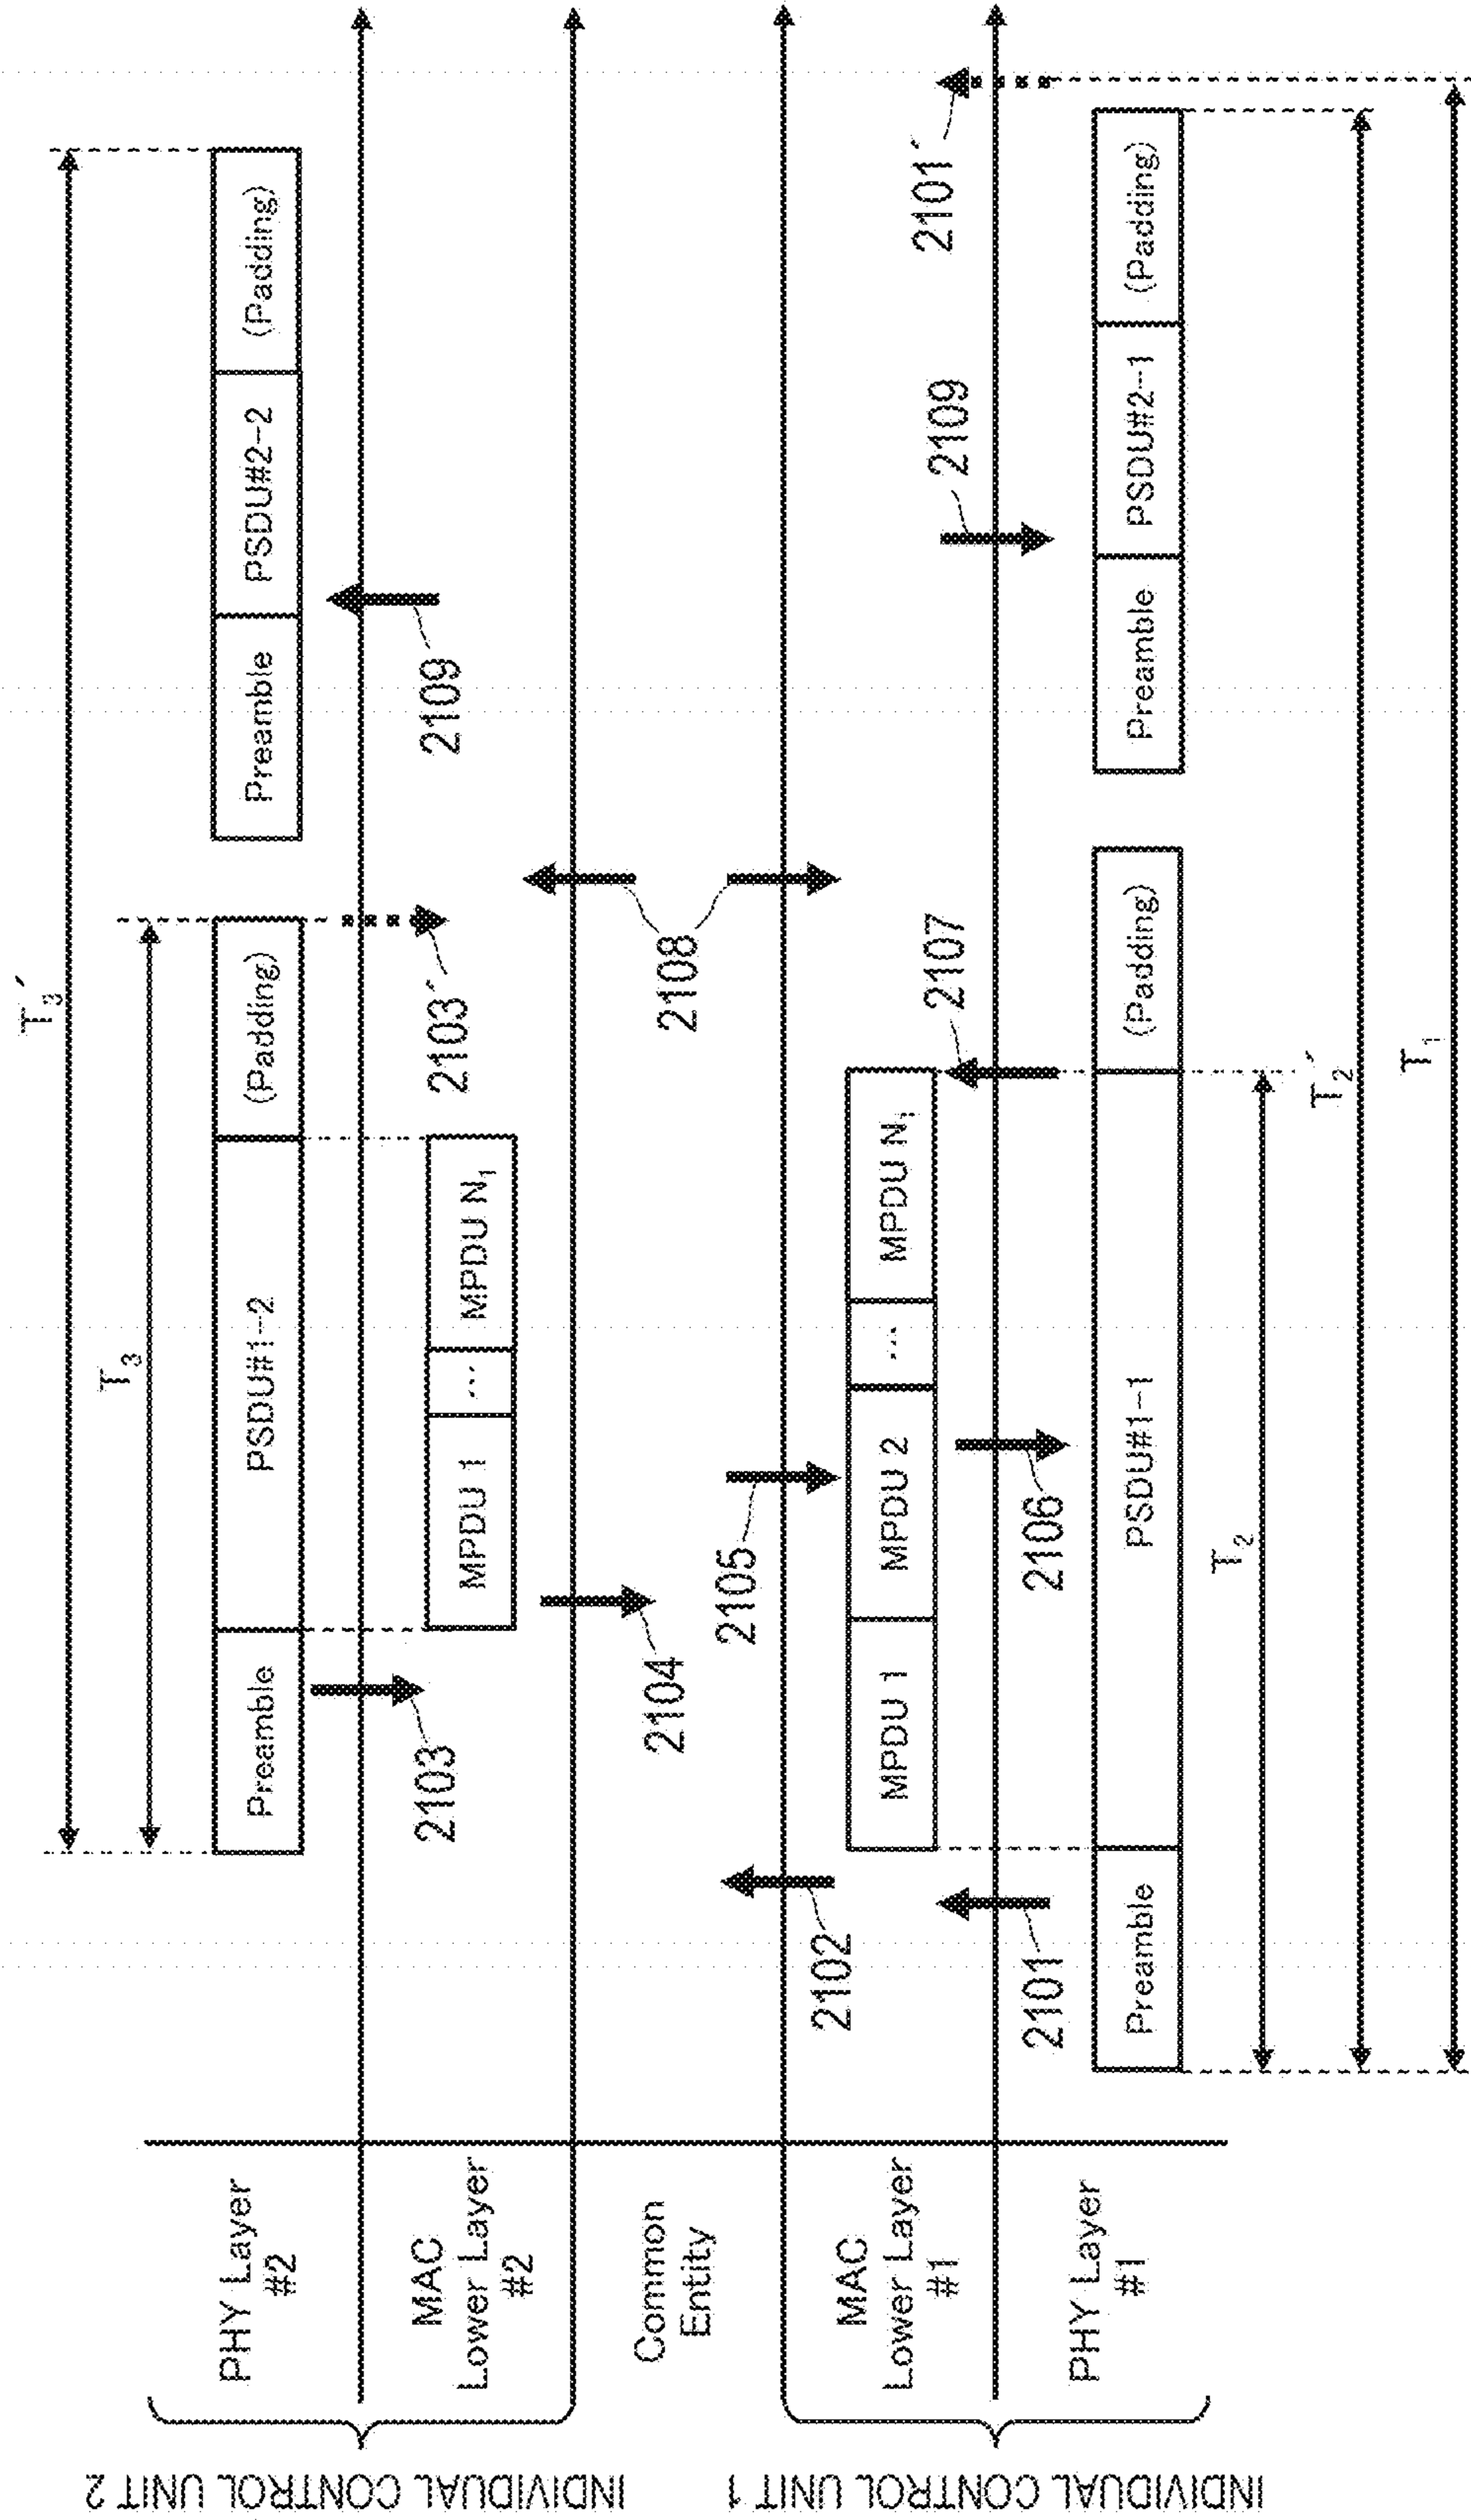 T₃´
T₃
Preamble
PSDU#1-2
(Padding)
Preamble
PSDU#2-2
(Padding)
PHY Layer
#2
2103
2103´
2109
MPDU 1
...
MPDU N₁
MAC
Lower Layer
#2
INDIVIDUAL CONTROL UNIT 2
2104
2108
Common
Entity
2105
2102
MPDU 1
MPDU 2
...
MPDU N₁
2107
2109
2101´
MAC
Lower Layer
#1
2101
2106
INDIVIDUAL CONTROL UNIT 1
Preamble
PSDU#1-1
(Padding)
Preamble
PSDU#2-1
(Padding)
PHY Layer
#1
T₂
T₂´
T₁